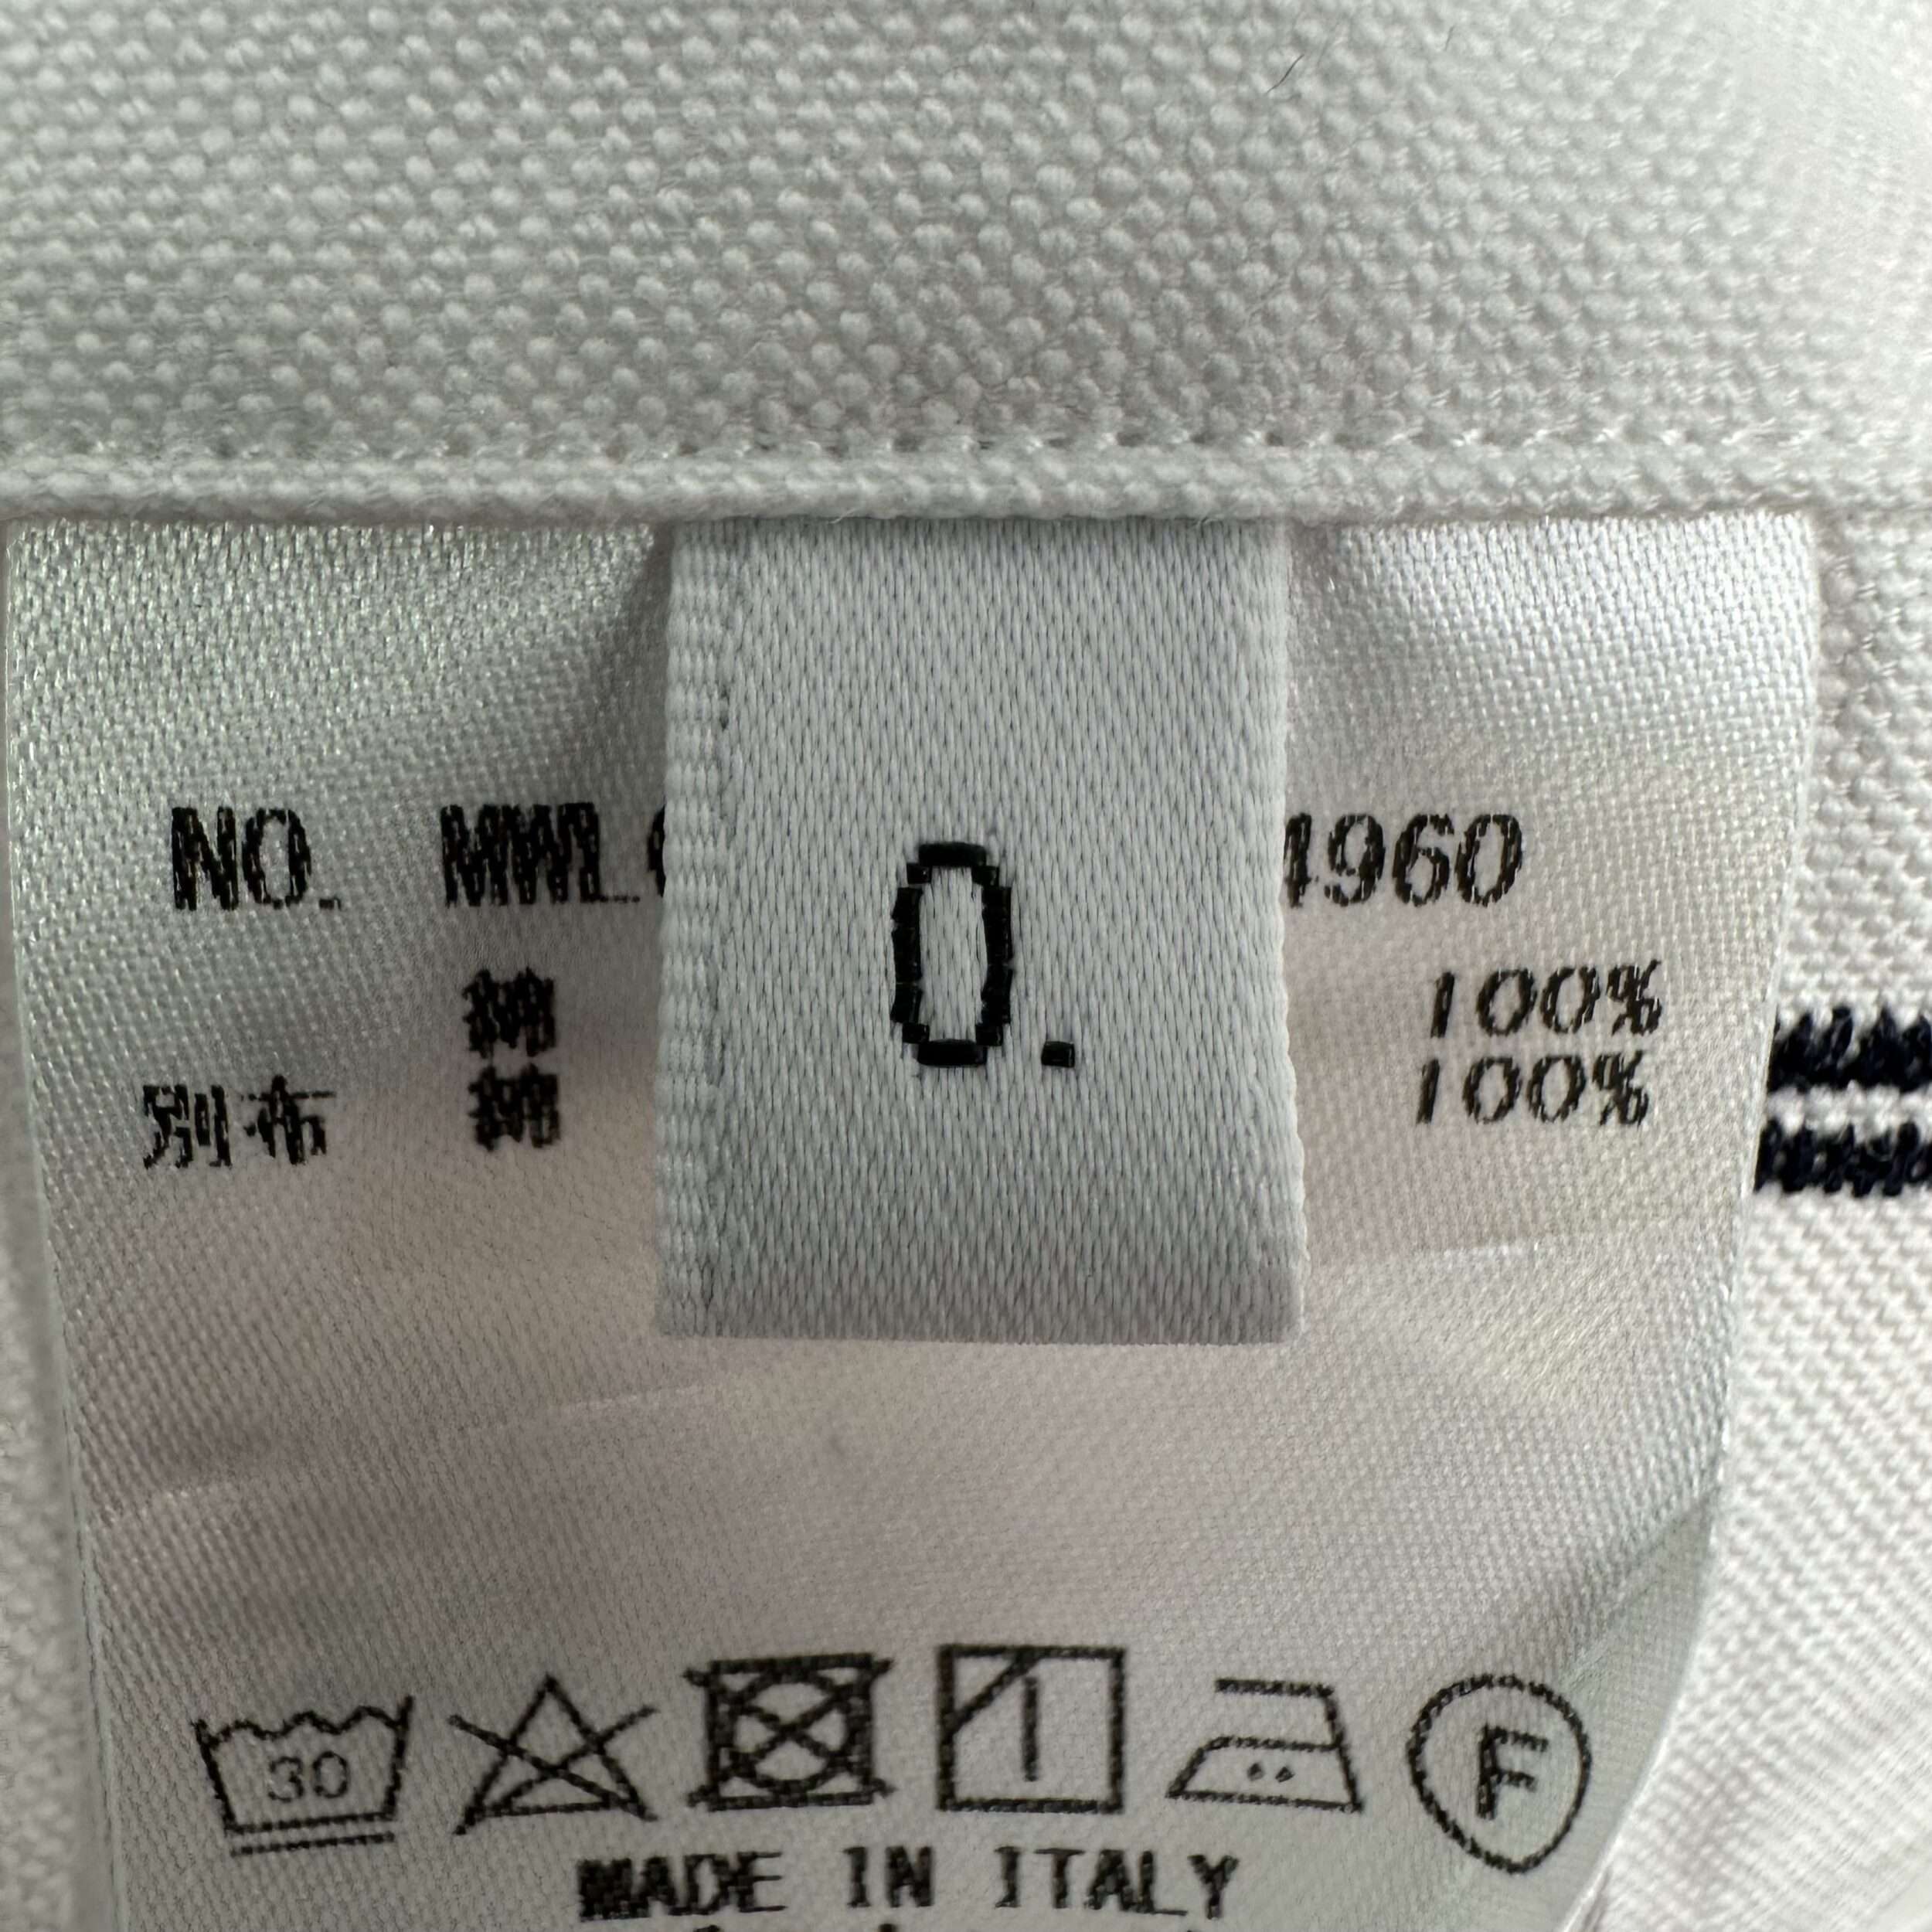 NO. MWL 4960
0.
綿 100%
別布 綿 100%
30
F
MADE IN ITALY